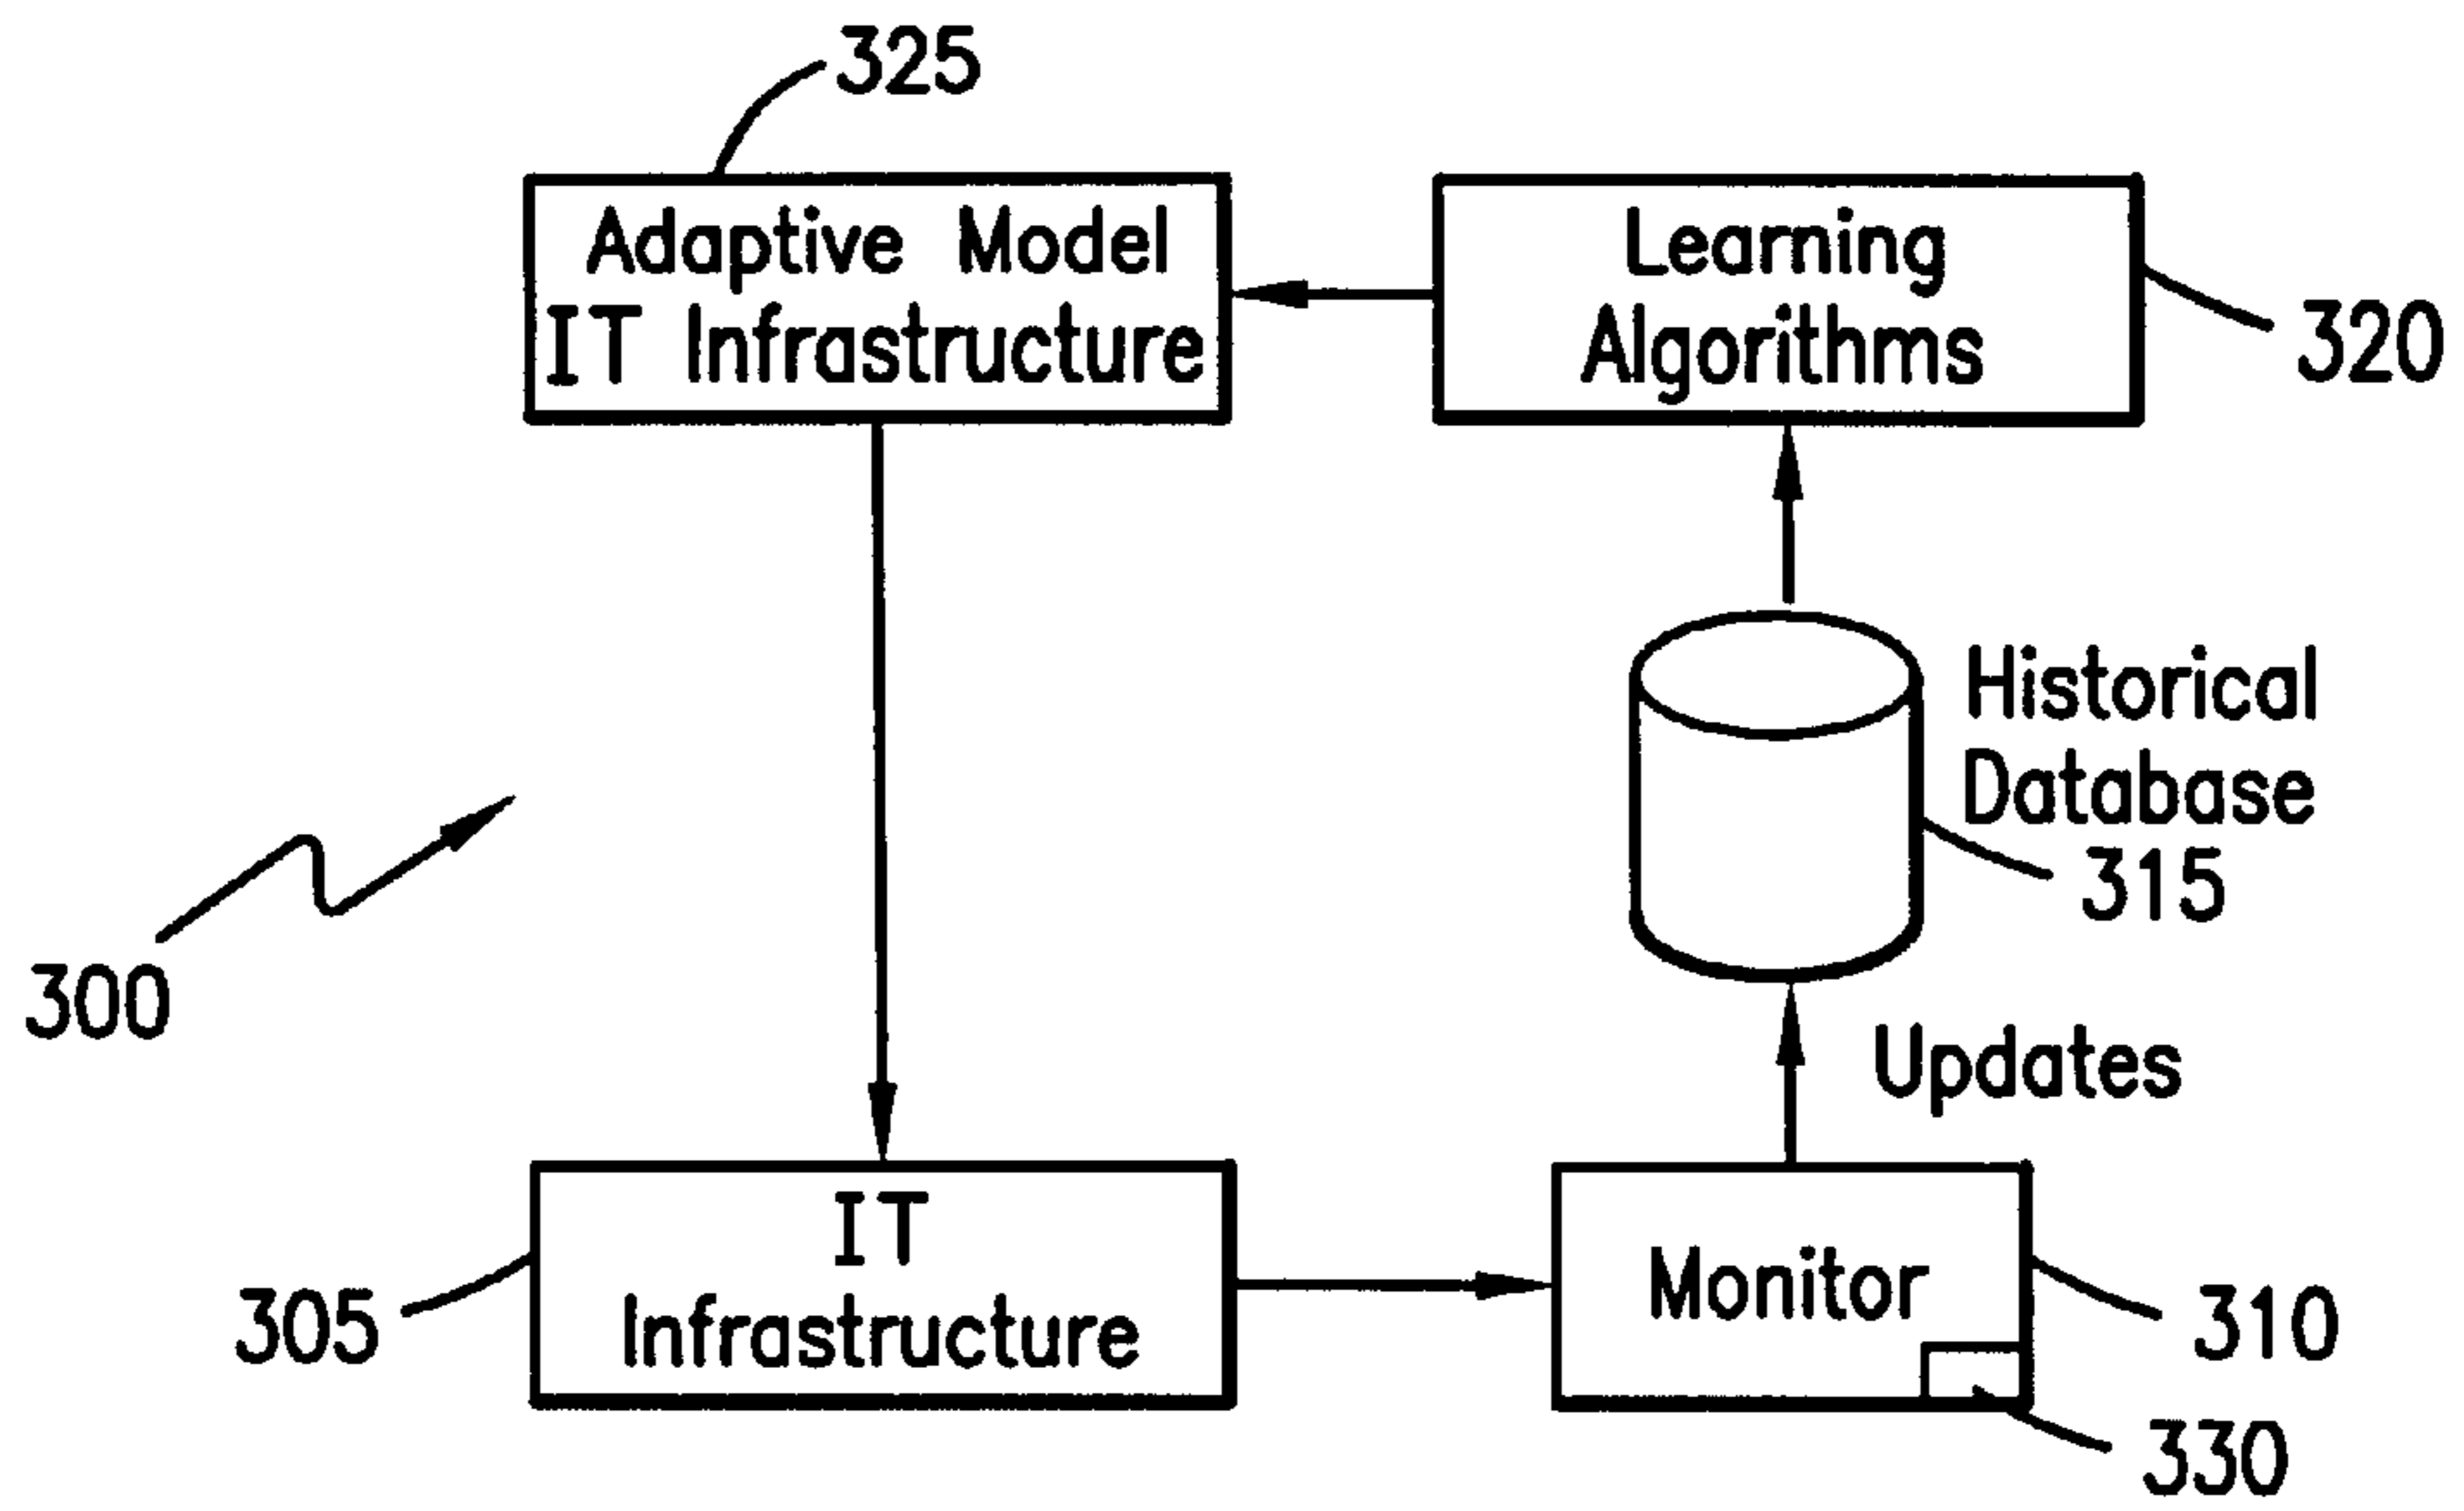 325
Adaptive Model
IT Infrastructure
Learning
Algorithms
320
Historical
Database
315
300
Updates
IT
Infrastructure
305
Monitor
310
330